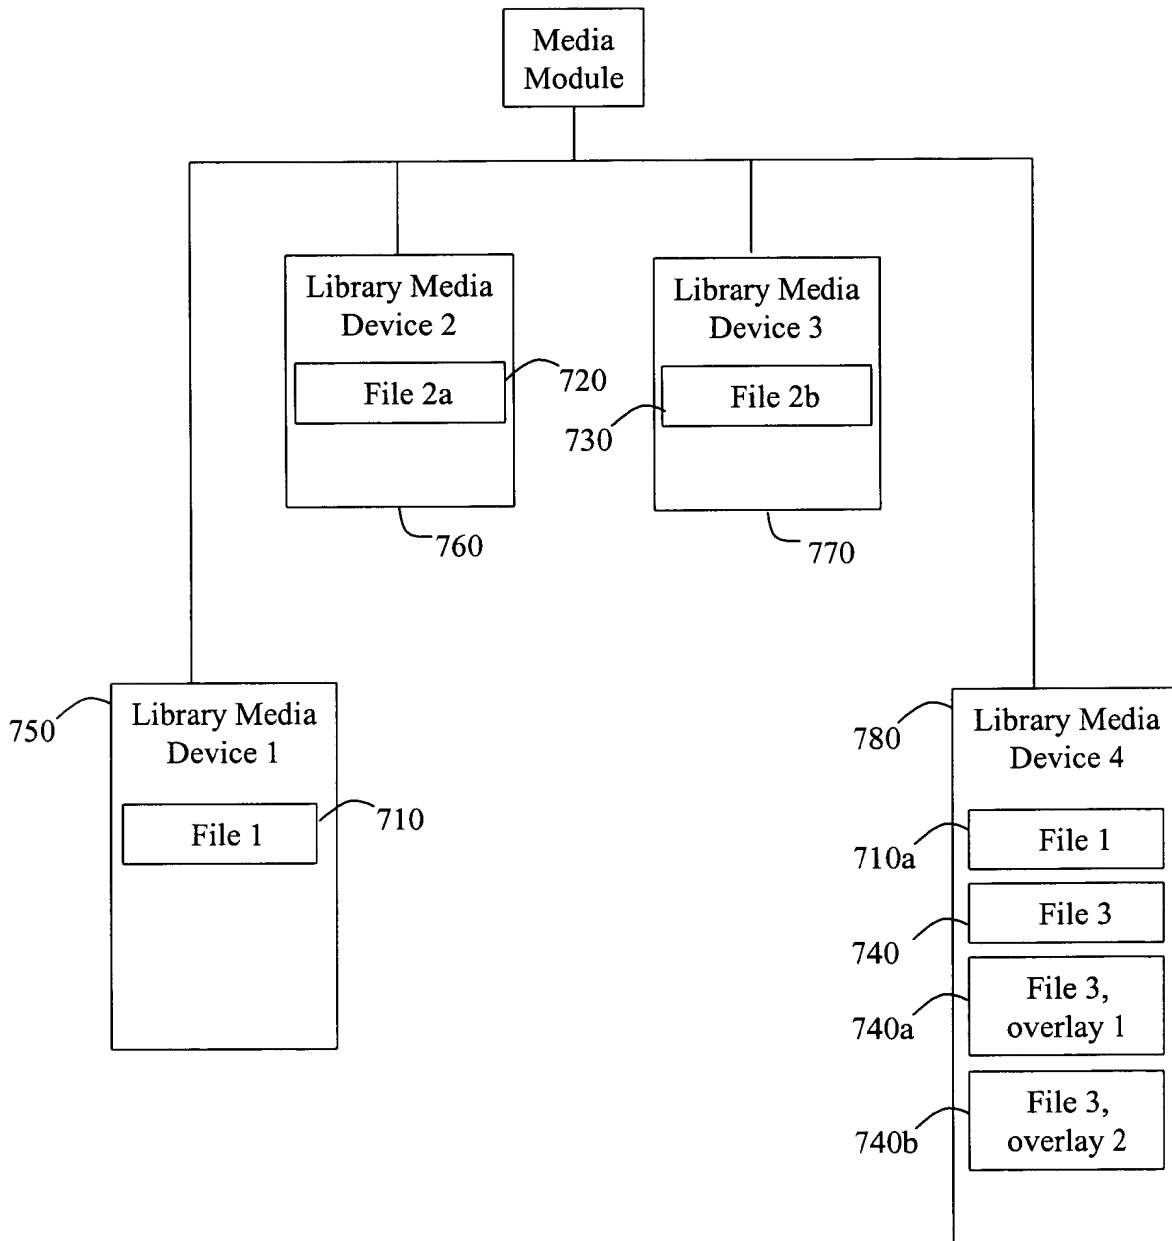 Media
Module
Library Media
Device 2
File 2a
720
760
Library Media
Device 3
File 2b
730
770
750
Library Media
Device 1
File 1
710
780
Library Media
Device 4
710a
File 1
740
File 3
740a
File 3,
overlay 1
740b
File 3,
overlay 2